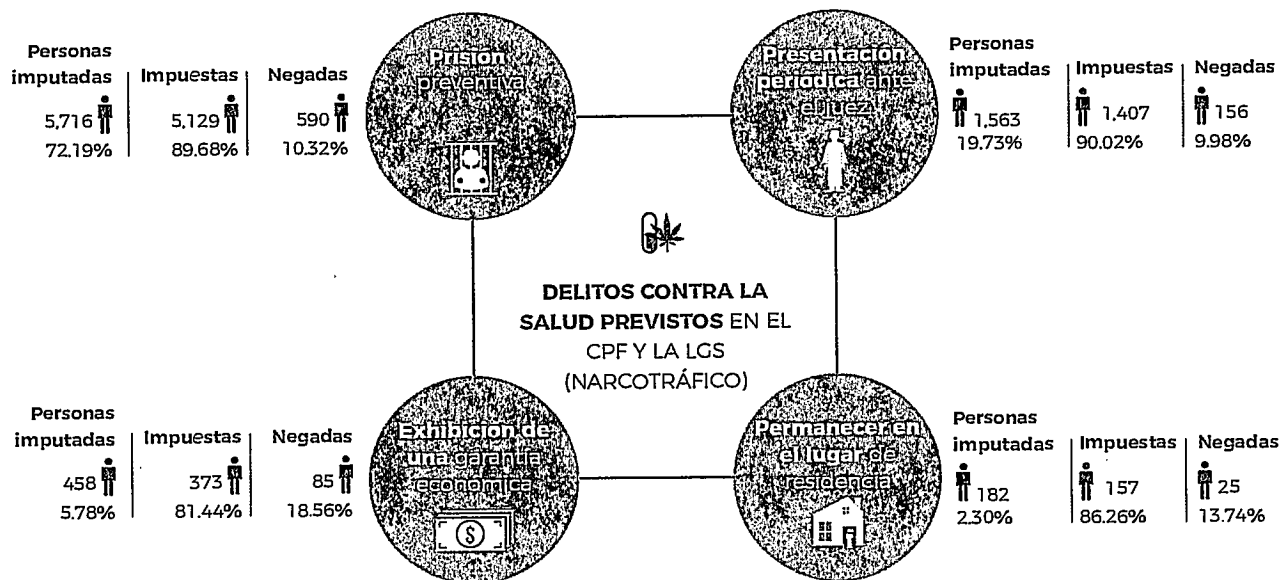 Personas
imputadas Impuestas Negadas
5,716 5,129 590
72.19% 89.68% 10.32%
Prisión
preventiva
Presentación
periódica ante
el juez
Personas
imputadas Impuestas Negadas
1,563 1,407 156
19.73% 90.02% 9.98%
DELITOS CONTRA LA
SALUD PREVISTOS EN EL
CPF Y LA LGS
(NARCOTRÁFICO)
Personas
imputadas Impuestas Negadas
458 373 85
5.78% 81.44% 18.56%
Exhibición de
una garantía
económica
$
Permanecer en
el lugar de
residencia
Personas
imputadas Impuestas Negadas
182 157 25
2.30% 86.26% 13.74%